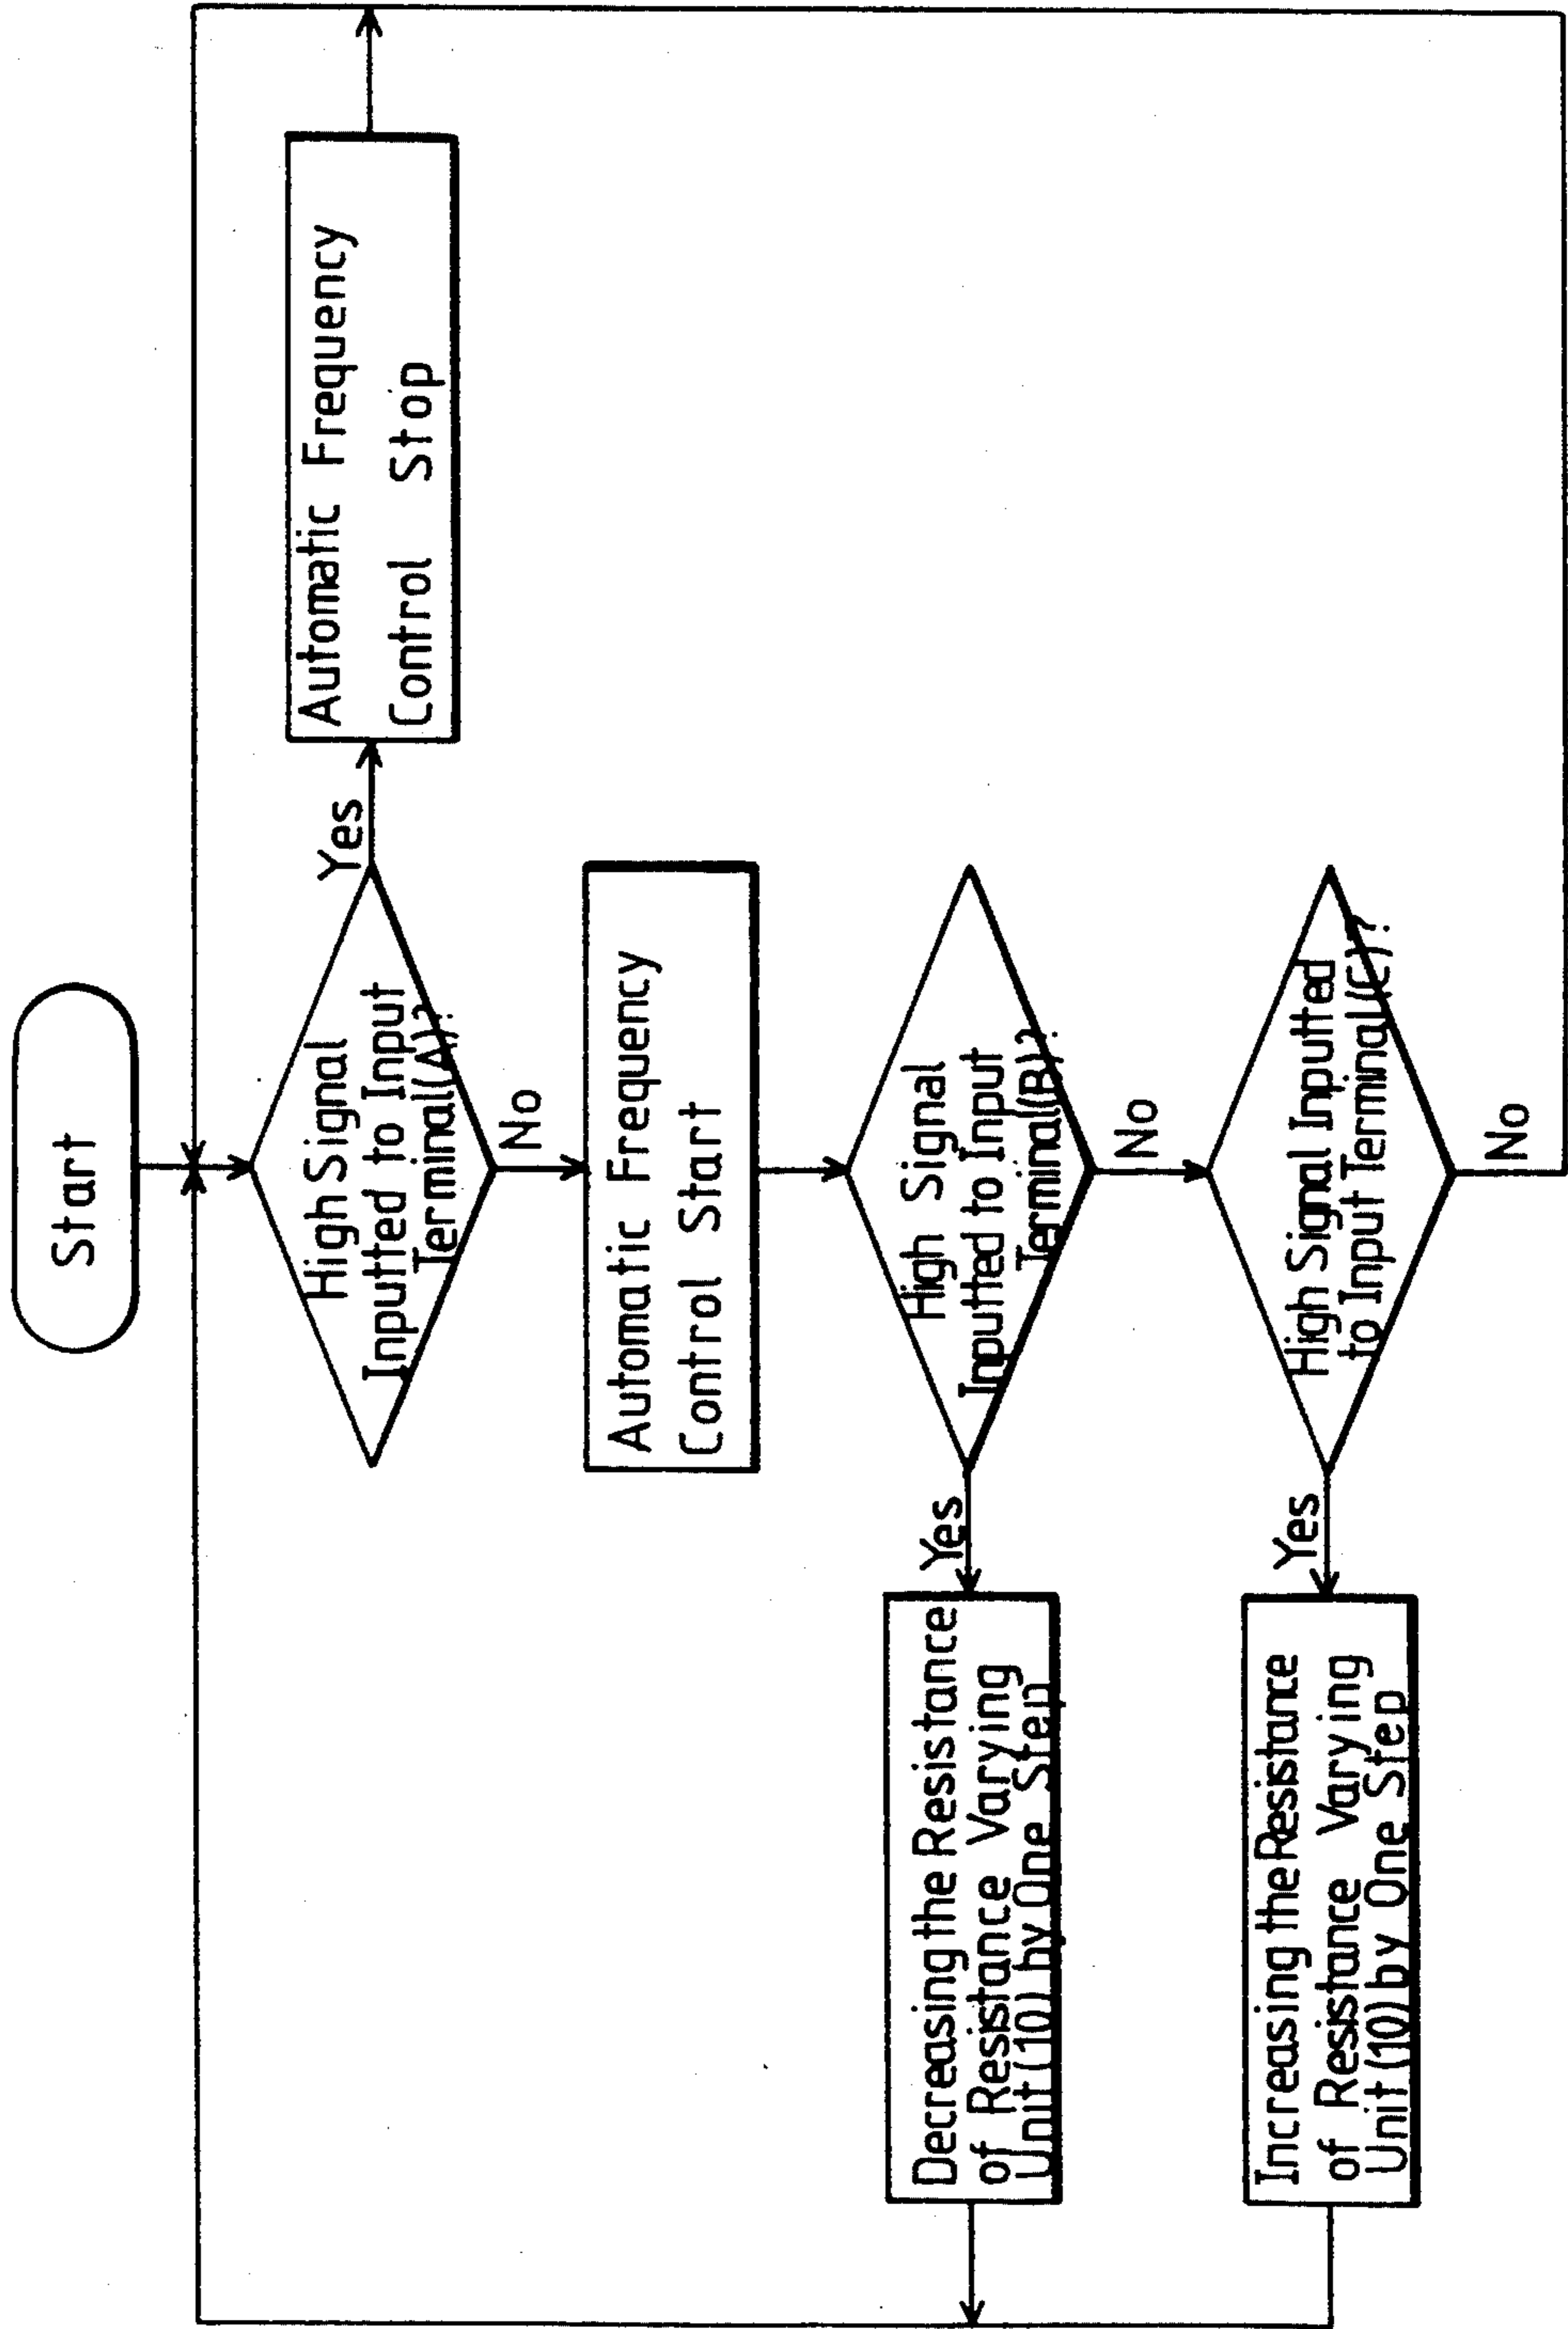 Start
High Signal
Inputted to Input
Terminal(A)?
Yes
Automatic Frequency
Control Stop
No
Automatic Frequency
Control Start
High Signal
Inputted to Input
Terminal(B)?
Yes
Decreasing the Resistance
of Resistance Varying
Unit(10) by One Step
No
High Signal Inputted
to Input Terminal(C)?
Yes
Increasing the Resistance
of Resistance Varying
Unit(10) by One Step
No